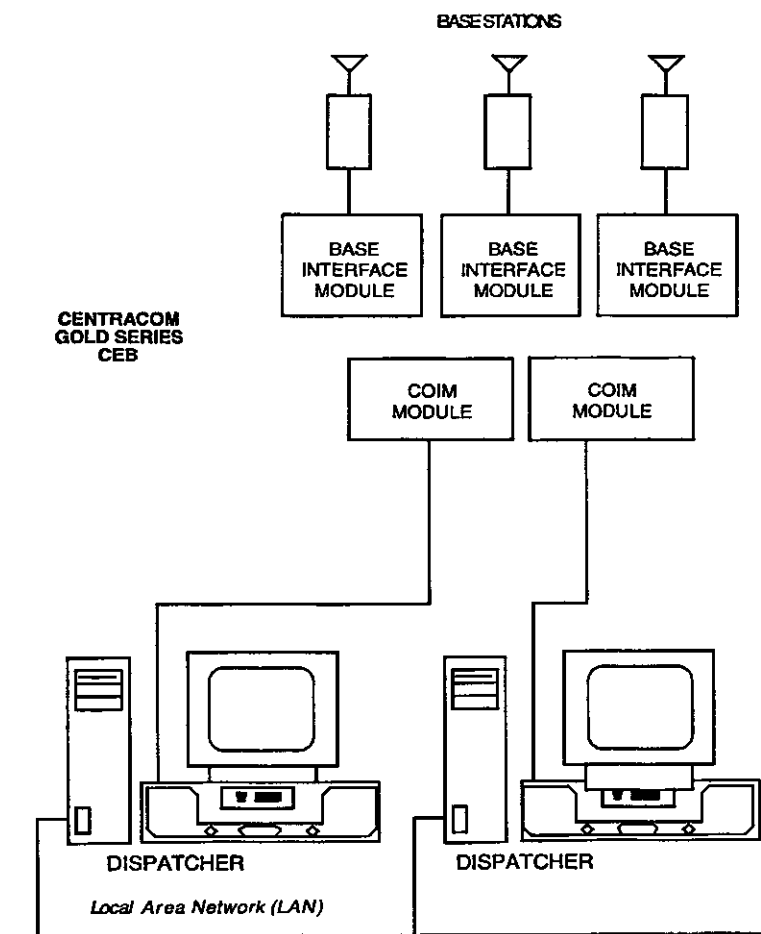 BASE STATIONS
BASE
INTERFACE
MODULE
BASE
INTERFACE
MODULE
BASE
INTERFACE
MODULE
CENTRACOM
GOLD SERIES
CEB
COIM
MODULE
COIM
MODULE
DISPATCHER
DISPATCHER
Local Area Network (LAN)